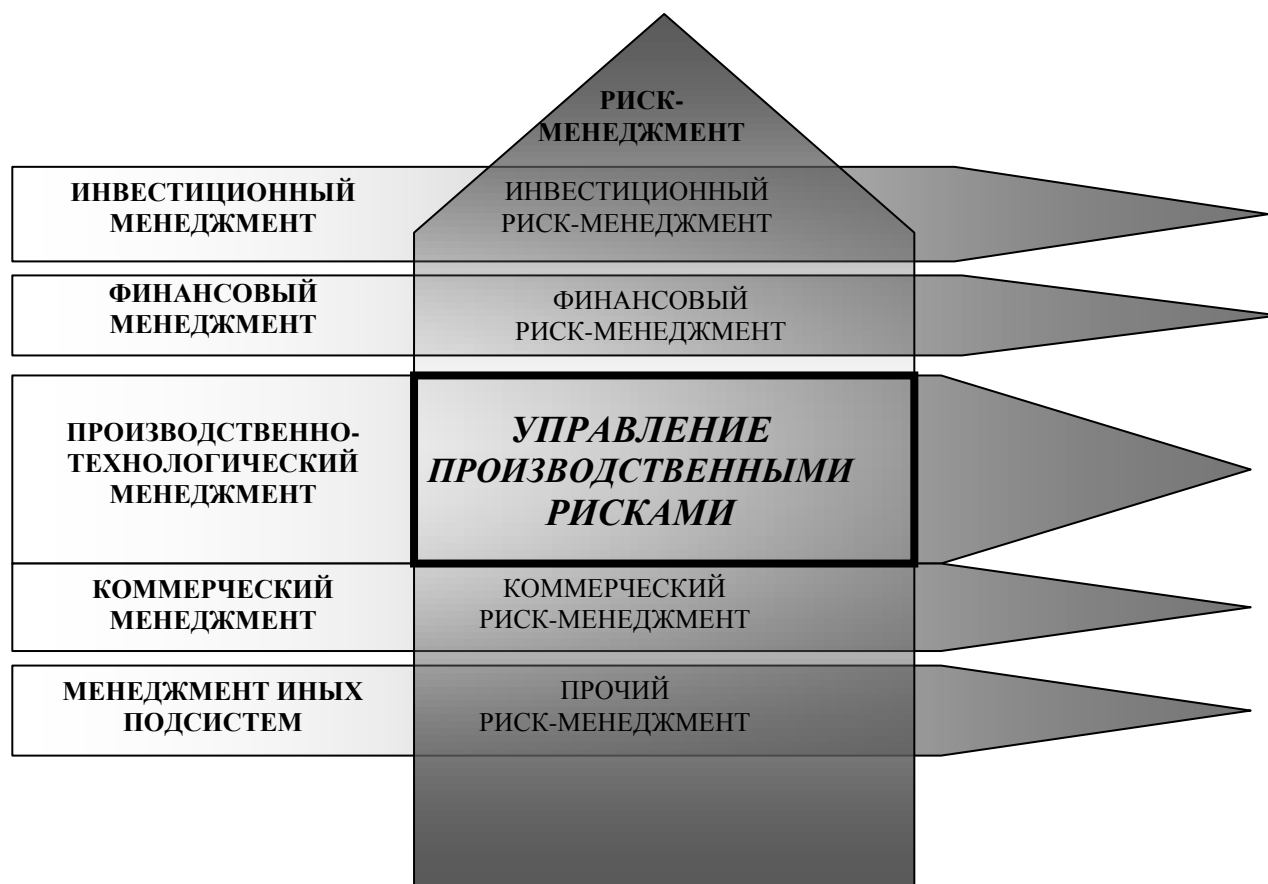 РИСК-
МЕНЕДЖМЕНТ
ИНВЕСТИЦИОННЫЙ
МЕНЕДЖМЕНТ
ИНВЕСТИЦИОННЫЙ
РИСК-МЕНЕДЖМЕНТ
ФИНАНСОВЫЙ
МЕНЕДЖМЕНТ
ФИНАНСОВЫЙ
РИСК-МЕНЕДЖМЕНТ
ПРОИЗВОДСТВЕННО-
ТЕХНОЛОГИЧЕСКИЙ
МЕНЕДЖМЕНТ
УПРАВЛЕНИЕ
ПРОИЗВОДСТВЕННЫМИ
РИСКАМИ
КОММЕРЧЕСКИЙ
МЕНЕДЖМЕНТ
КОММЕРЧЕСКИЙ
РИСК-МЕНЕДЖМЕНТ
МЕНЕДЖМЕНТ ИНЫХ
ПОДСИСТЕМ
ПРОЧИЙ
РИСК-МЕНЕДЖМЕНТ